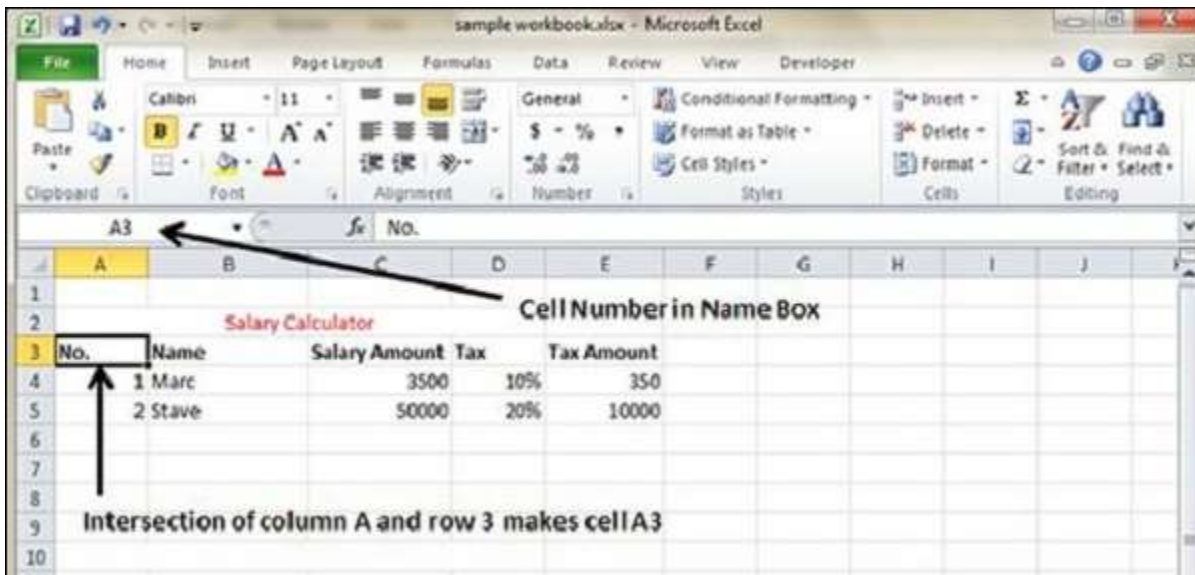 sample workbook.xlsx - Microsoft Excel
File Home Insert Page Layout Formulas Data Review View Developer
Calibri 11 General Conditional Formatting Insert Σ
Paste B I U A A $ % Format as Table Delete Sort & Filter Find & Select
A Cell Styles Format
Clipboard Font Alignment Number Styles Cells Editing
A3 fx No.
A B C D E F G H I J
1
Cell Number in Name Box
2 Salary Calculator
3 No. Name Salary Amount Tax Tax Amount
4 1 Marc 3500 10% 350
5 2 Stave 50000 20% 10000
6
7
8
Intersection of column A and row 3 makes cell A3
9
10